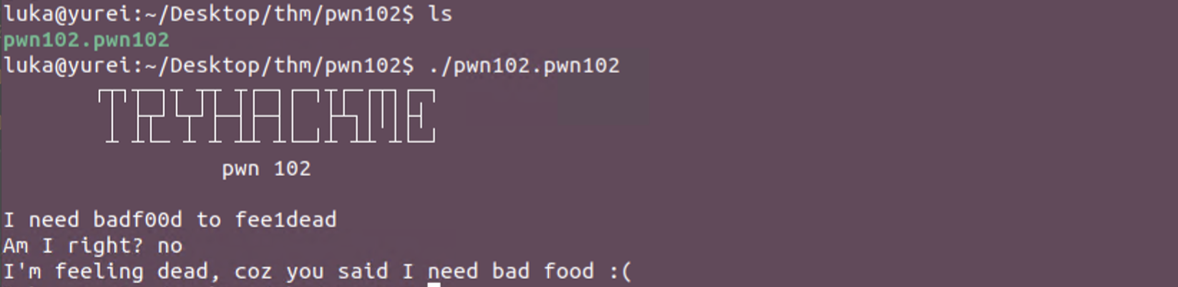 luka@yurei:~/Desktop/thm/pwn102$ ls
pwn102.pwn102
luka@yurei:~/Desktop/thm/pwn102$ ./pwn102.pwn102
TRYHACKME
pwn 102
I need badf00d to fee1dead
Am I right? no
I'm feeling dead, coz you said I need bad food :(